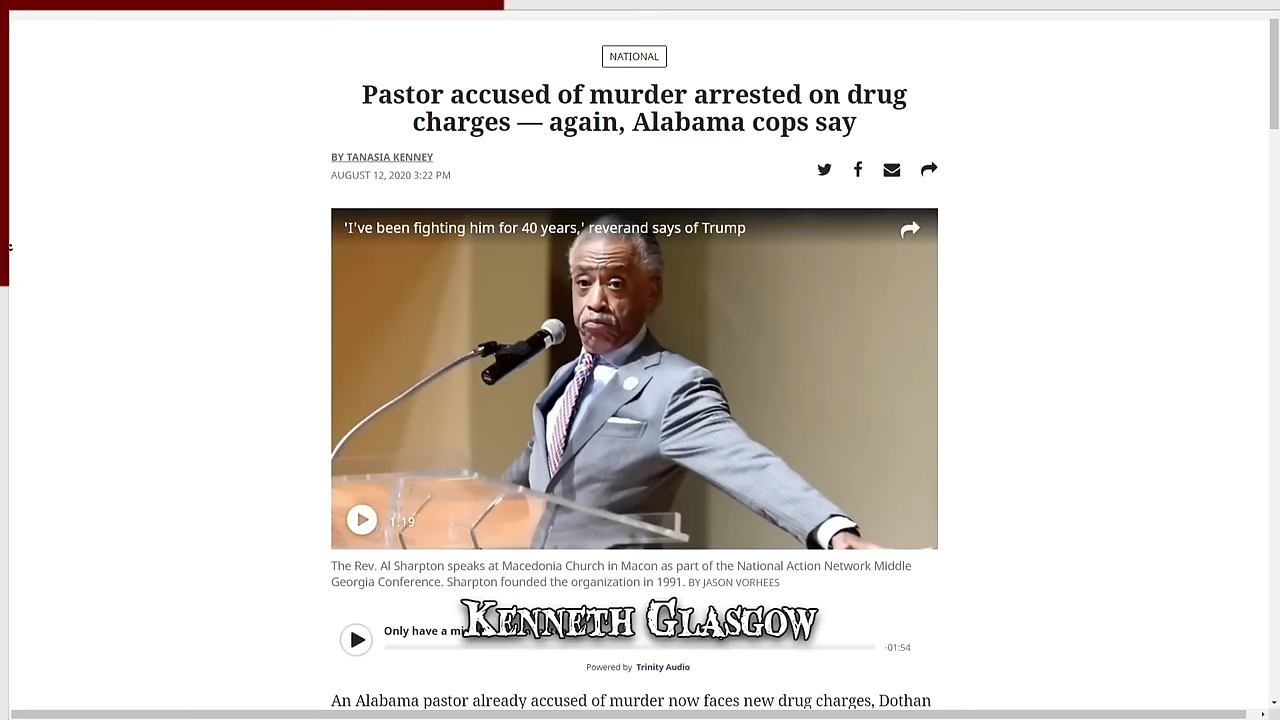 NATIONAL
Pastor accused of murder arrested on drug
charges — again, Alabama cops say
BY TANASIA KENNEY
AUGUST 12, 2020 3:22 PM
'I've been fighting him for 40 years,' reverand says of Trump
1:19
The Rev. Al Sharpton speaks at Macedonia Church in Macon as part of the National Action Network Middle
Georgia Conference. Sharpton founded the organization in 1991. BY JASON VORHEES
Kenneth Glasgow
Only have a
-01:54
Powered by Trinity Audio
An Alabama pastor already accused of murder now faces new drug charges, Dothan